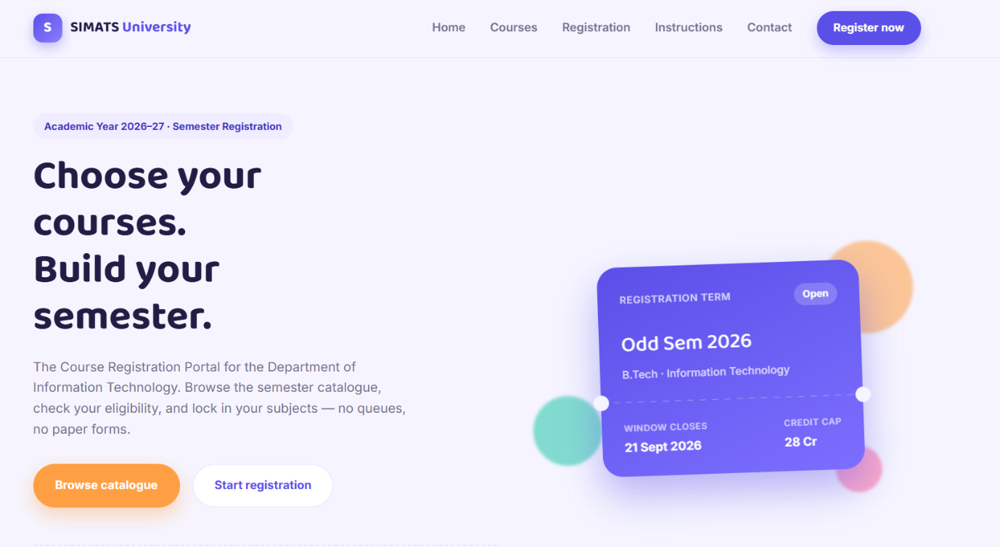 S SIMATS University
Home Courses Registration Instructions Contact Register now
Academic Year 2026–27 · Semester Registration
Choose your
courses.
Build your
semester.
The Course Registration Portal for the Department of
Information Technology. Browse the semester catalogue,
check your eligibility, and lock in your subjects — no queues,
no paper forms.
Browse catalogue Start registration
REGISTRATION TERM Open
Odd Sem 2026
B.Tech · Information Technology
WINDOW CLOSES CREDIT CAP
21 Sept 2026 28 Cr